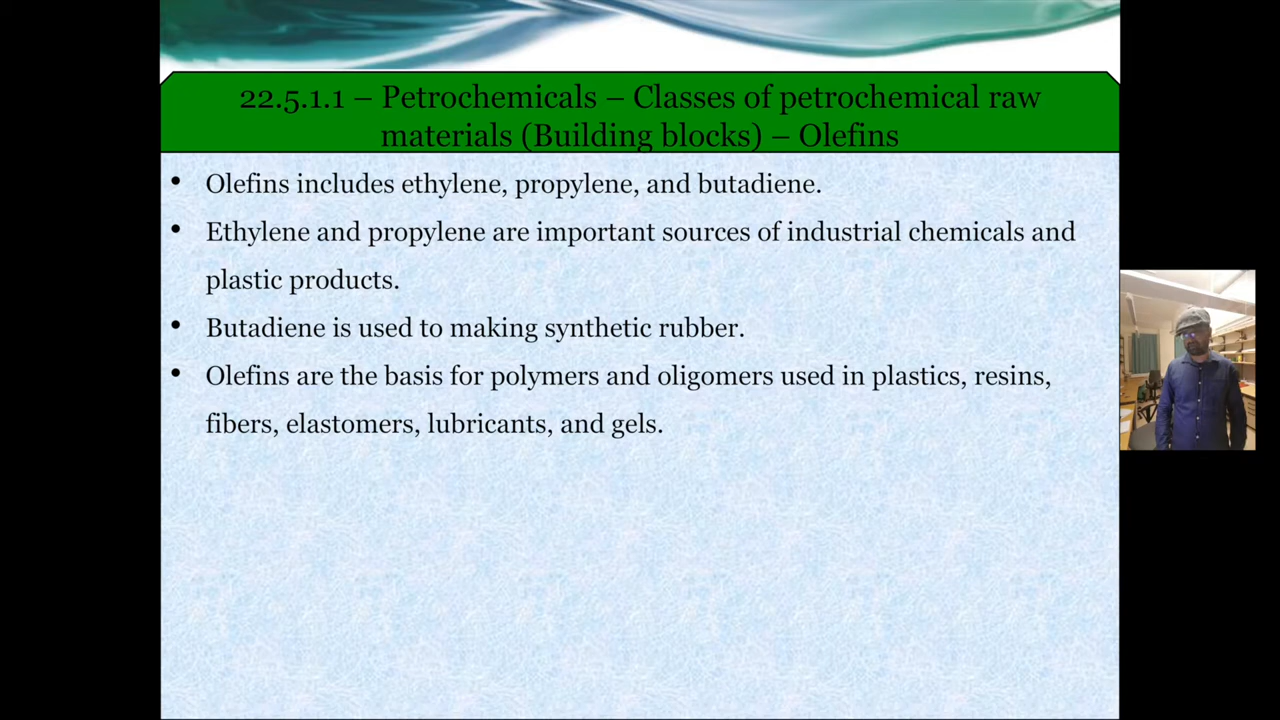 22.5.1.1 – Petrochemicals – Classes of petrochemical raw
materials (Building blocks) – Olefins
• Olefins includes ethylene, propylene, and butadiene.
• Ethylene and propylene are important sources of industrial chemicals and
plastic products.
• Butadiene is used to making synthetic rubber.
• Olefins are the basis for polymers and oligomers used in plastics, resins,
fibers, elastomers, lubricants, and gels.